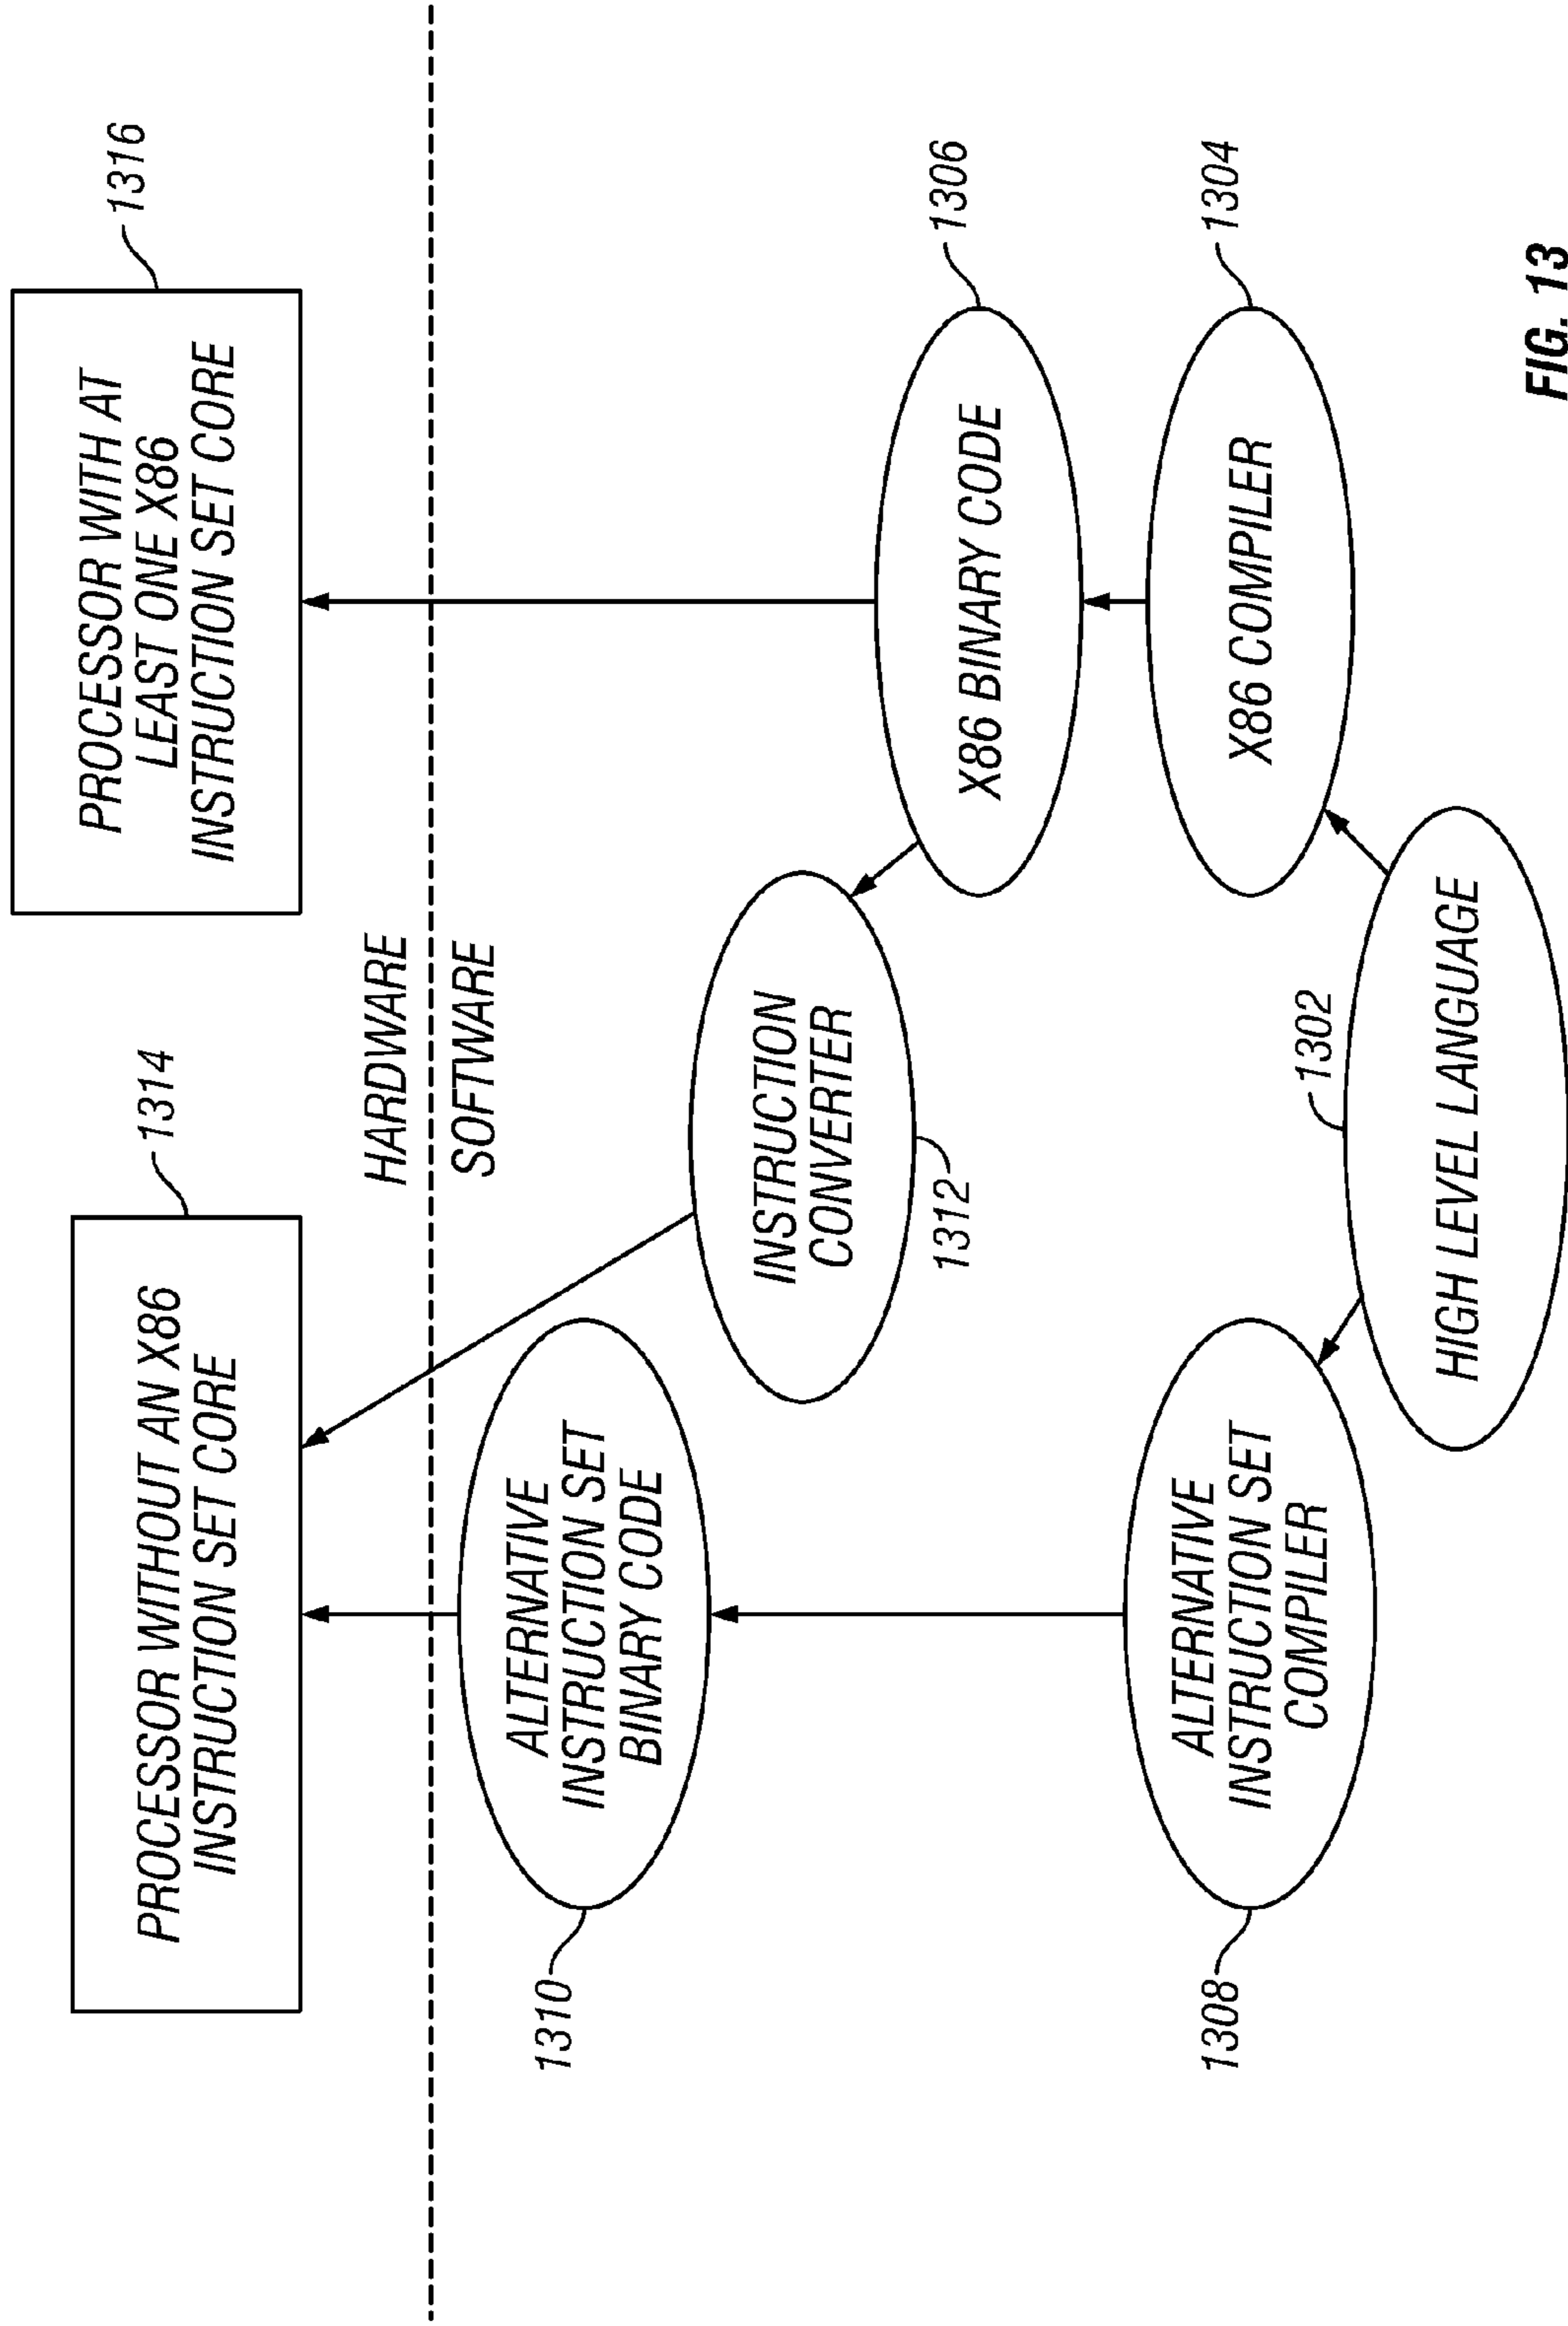 PROCESSOR WITHOUT AN X86
INSTRUCTION SET CORE
1314
PROCESSOR WITH AT
LEAST ONE X86
INSTRUCTION SET CORE
1316
HARDWARE
SOFTWARE
1310
ALTERNATIVE
INSTRUCTION SET
BINARY CODE
INSTRUCTION
CONVERTER
1312
X86 BINARY CODE
1306
1308
ALTERNATIVE
INSTRUCTION SET
COMPILER
X86 COMPILER
1304
1302
HIGH LEVEL LANGUAGE
FIG. 13